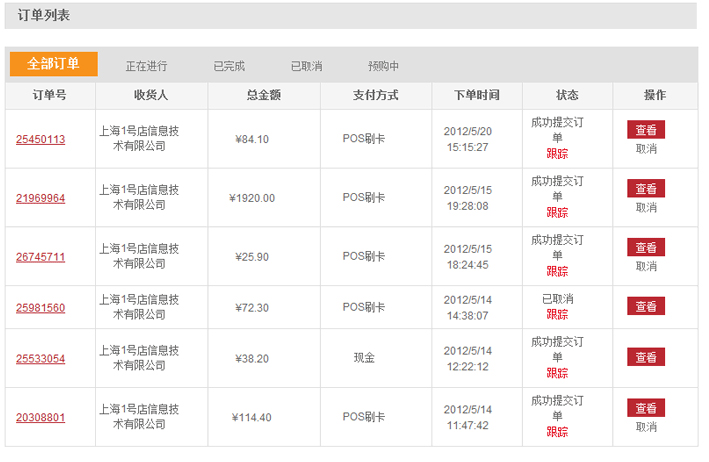 订单列表
全部订单 正在进行 已完成 已取消 预购中
订单号 收货人 总金额 支付方式 下单时间 状态 操作
25450113 上海1号店信息技术有限公司 ¥84.10 POS刷卡 2012/5/20 15:15:27 成功提交订单 跟踪 查看 取消
21969964 上海1号店信息技术有限公司 ¥1920.00 POS刷卡 2012/5/15 19:28:08 成功提交订单 跟踪 查看 取消
26745711 上海1号店信息技术有限公司 ¥25.90 POS刷卡 2012/5/15 18:24:45 成功提交订单 跟踪 查看 取消
25981560 上海1号店信息技术有限公司 ¥72.30 POS刷卡 2012/5/14 14:38:07 已取消 跟踪 查看
25533054 上海1号店信息技术有限公司 ¥38.20 现金 2012/5/14 12:22:12 成功提交订单 跟踪 查看
20308801 上海1号店信息技术有限公司 ¥114.40 POS刷卡 2012/5/14 11:47:42 成功提交订单 跟踪 查看 取消